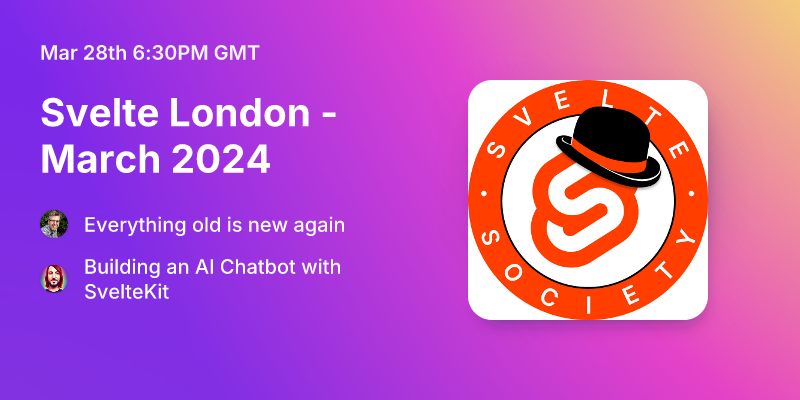 Mar 28th 6:30PM GMT
Svelte London -
March 2024
Everything old is new again
Building an AI Chatbot with
SvelteKit
SVELTE
SOCIETY